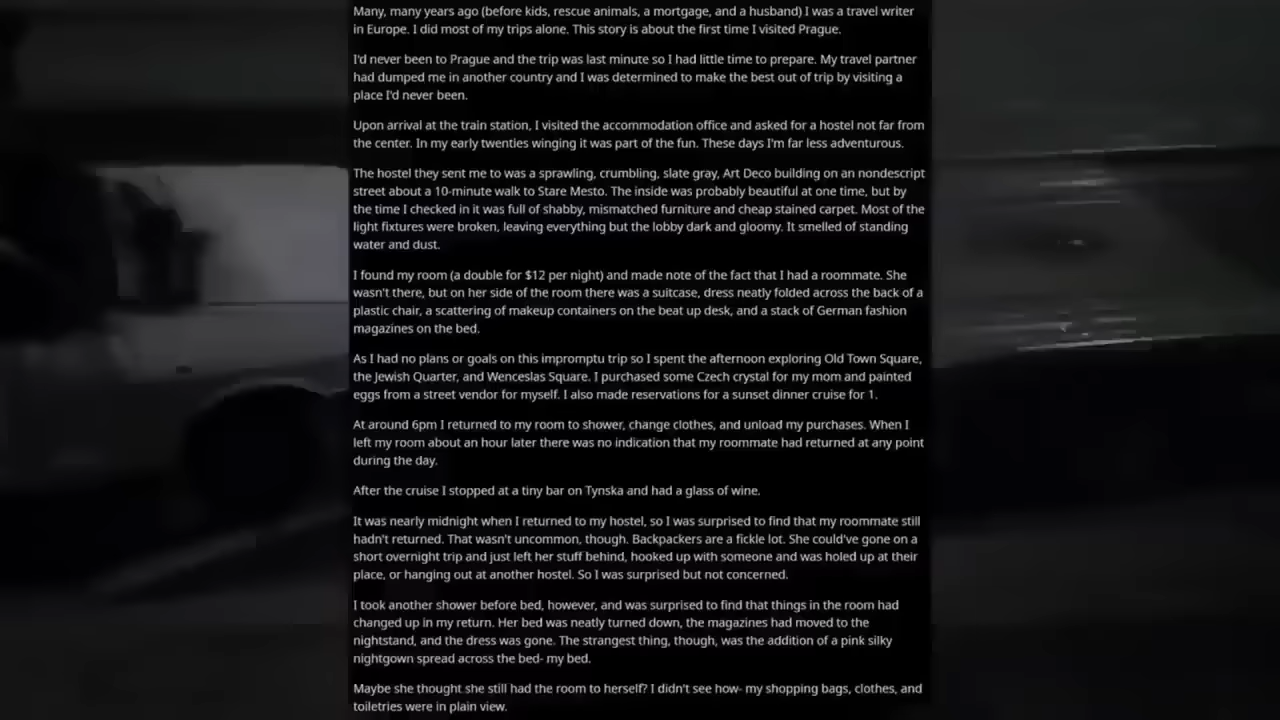 Many, many years ago (before kids, rescue animals, a mortgage, and a husband) I was a travel writer
in Europe. I did most of my trips alone. This story is about the first time I visited Prague.
I'd never been to Prague and the trip was last minute so I had little time to prepare. My travel partner
had dumped me in another country and I was determined to make the best out of trip by visiting a
place I'd never been.
Upon arrival at the train station, I visited the accommodation office and asked for a hostel not far from
the center. In my early twenties winging it was part of the fun. These days I'm far less adventurous.
The hostel they sent me to was a sprawling, crumbling, slate gray, Art Deco building on an nondescript
street about a 10-minute walk to Stare Mesto. The inside was probably beautiful at one time, but by
the time I checked in it was full of shabby, mismatched furniture and cheap stained carpet. Most of the
light fixtures were broken, leaving everything but the lobby dark and gloomy. It smelled of standing
water and dust.
I found my room (a double for $12 per night) and made note of the fact that I had a roommate. She
wasn't there, but on her side of the room there was a suitcase, dress neatly folded across the back of a
plastic chair, a scattering of makeup containers on the beat up desk, and a stack of German fashion
magazines on the bed.
As I had no plans or goals on this impromptu trip so I spent the afternoon exploring Old Town Square,
the Jewish Quarter, and Wenceslas Square. I purchased some Czech crystal for my mom and painted
eggs from a street vendor for myself. I also made reservations for a sunset dinner cruise for 1.
At around 6pm I returned to my room to shower, change clothes, and unload my purchases. When I
left my room about an hour later there was no indication that my roommate had returned at any point
during the day.
After the cruise I stopped at a tiny bar on Tynska and had a glass of wine.
It was nearly midnight when I returned to my hostel, so I was surprised to find that my roommate still
hadn't returned. That wasn't uncommon, though. Backpackers are a fickle lot. She could've gone on a
short overnight trip and just left her stuff behind, hooked up with someone and was holed up at their
place, or hanging out at another hostel. So I was surprised but not concerned.
I took another shower before bed, however, and was surprised to find that things in the room had
changed up in my return. Her bed was neatly turned down, the magazines had moved to the
nightstand, and the dress was gone. The strangest thing, though, was the addition of a pink silky
nightgown spread across the bed- my bed.
Maybe she thought she still had the room to herself? I didn't see how- my shopping bags, clothes, and
toiletries were in plain view.